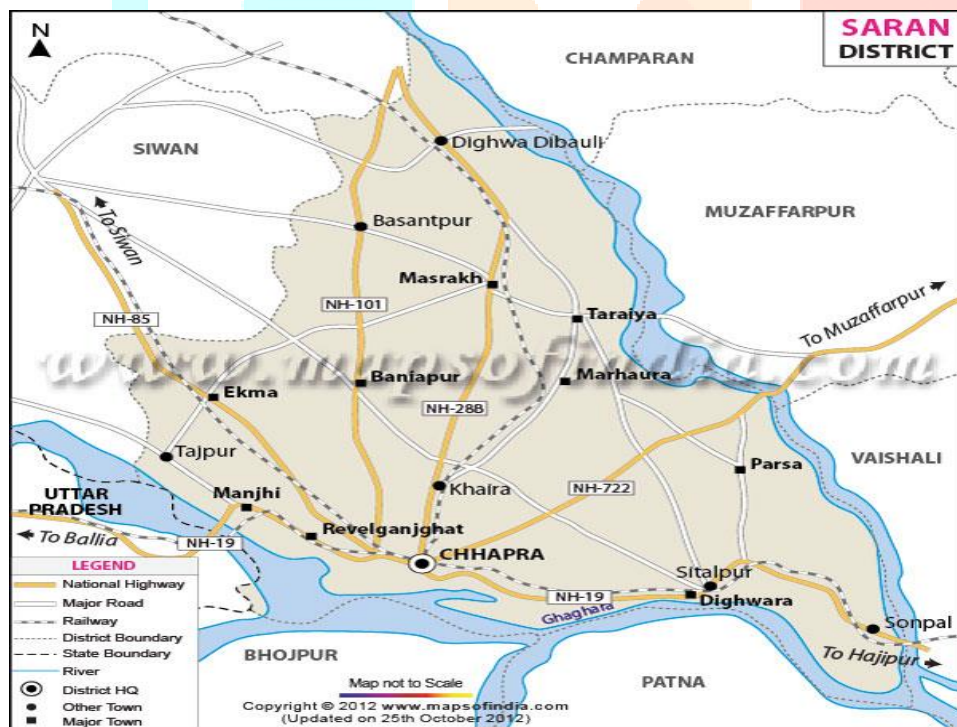 N
SARAN
DISTRICT
CHAMPARAN
SIWAN
Dighwa Dibauli
MUZAFFARPUR
To Siwan
Basantpur
Masrakh
NH-101
Taraiya
NH-85
To Muzaffarpur
www.mapsofindia.com
Baniapur
Marhaura
Ekma
NH-28B
Tajpur
VAISHALI
Parsa
Khaira
NH-722
Manjhi
UTTAR
PRADESH
Revelganjghat
To Ballia
NH-19
CHHAPRA
Sitalpur
NH-19
Dighwara
Ghaghara
Sonpal
To Hajipur
BHOJPUR
PATNA
LEGEND
National Highway
Major Road
Railway
District Boundary
State Boundary
River
District HQ
Other Town
Major Town
Map not to Scale
Copyright © 2012 www.mapsofindia.com
(Updated on 25th October 2012)